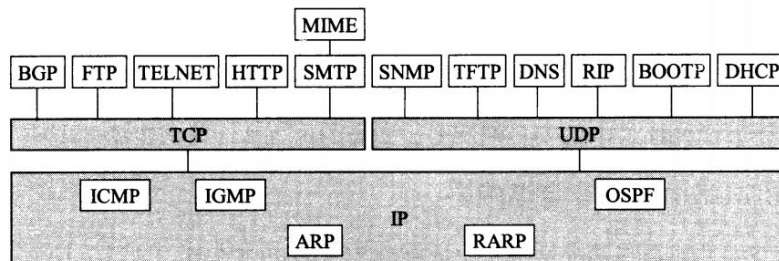 MIME
BGP FTP TELNET HTTP SMTP SNMP TFTP DNS RIP BOOTP DHCP
TCP UDP
ICMP IGMP OSPF
IP
ARP RARP